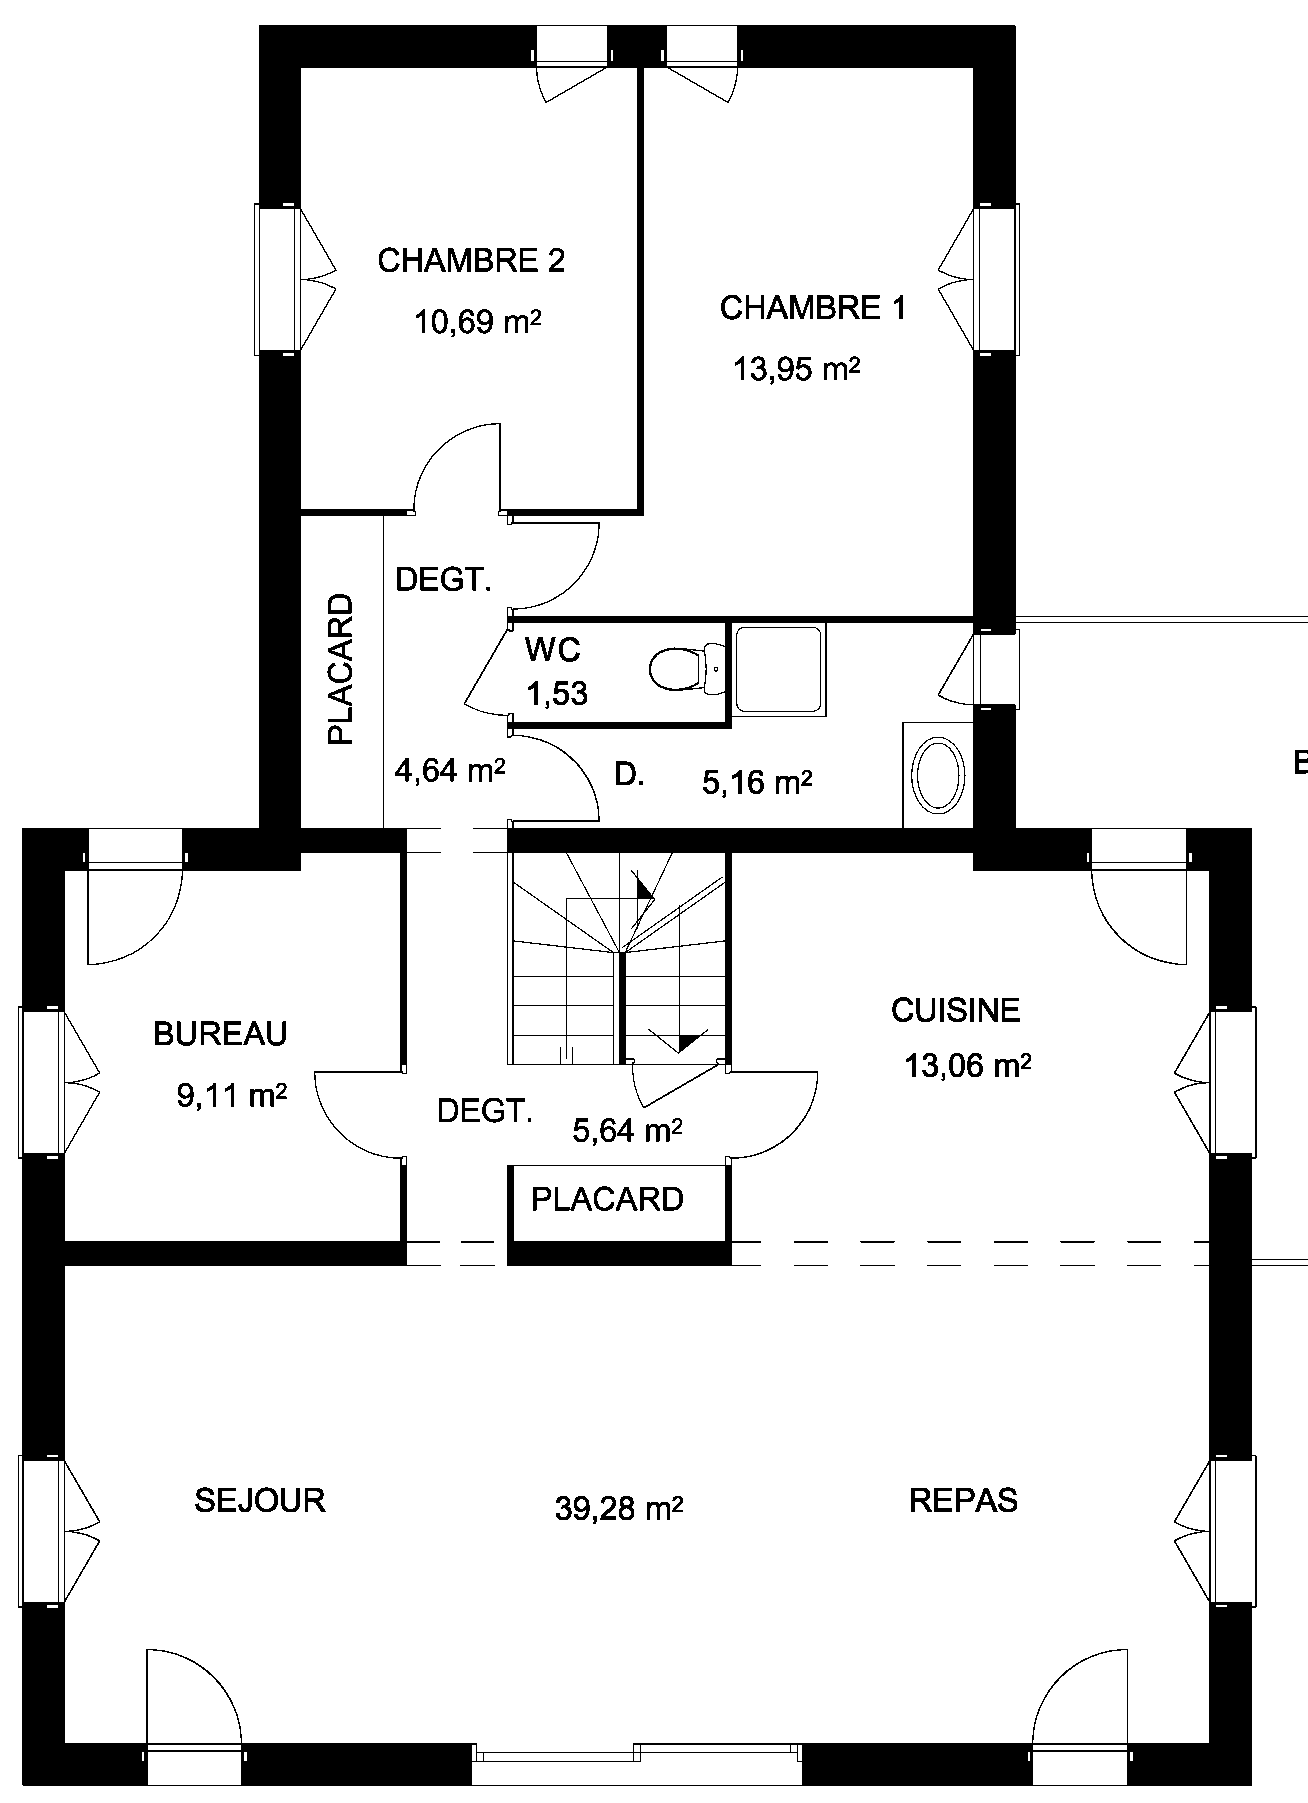 CHAMBRE 2
10,69 m²
CHAMBRE 1
13,95 m²
DEGT.
PLACARD
WC
1,53
4,64 m²
D.
5,16 m²
B
BUREAU
9,11 m²
CUISINE
13,06 m²
DEGT.
5,64 m²
PLACARD
SEJOUR
39,28 m²
REPAS